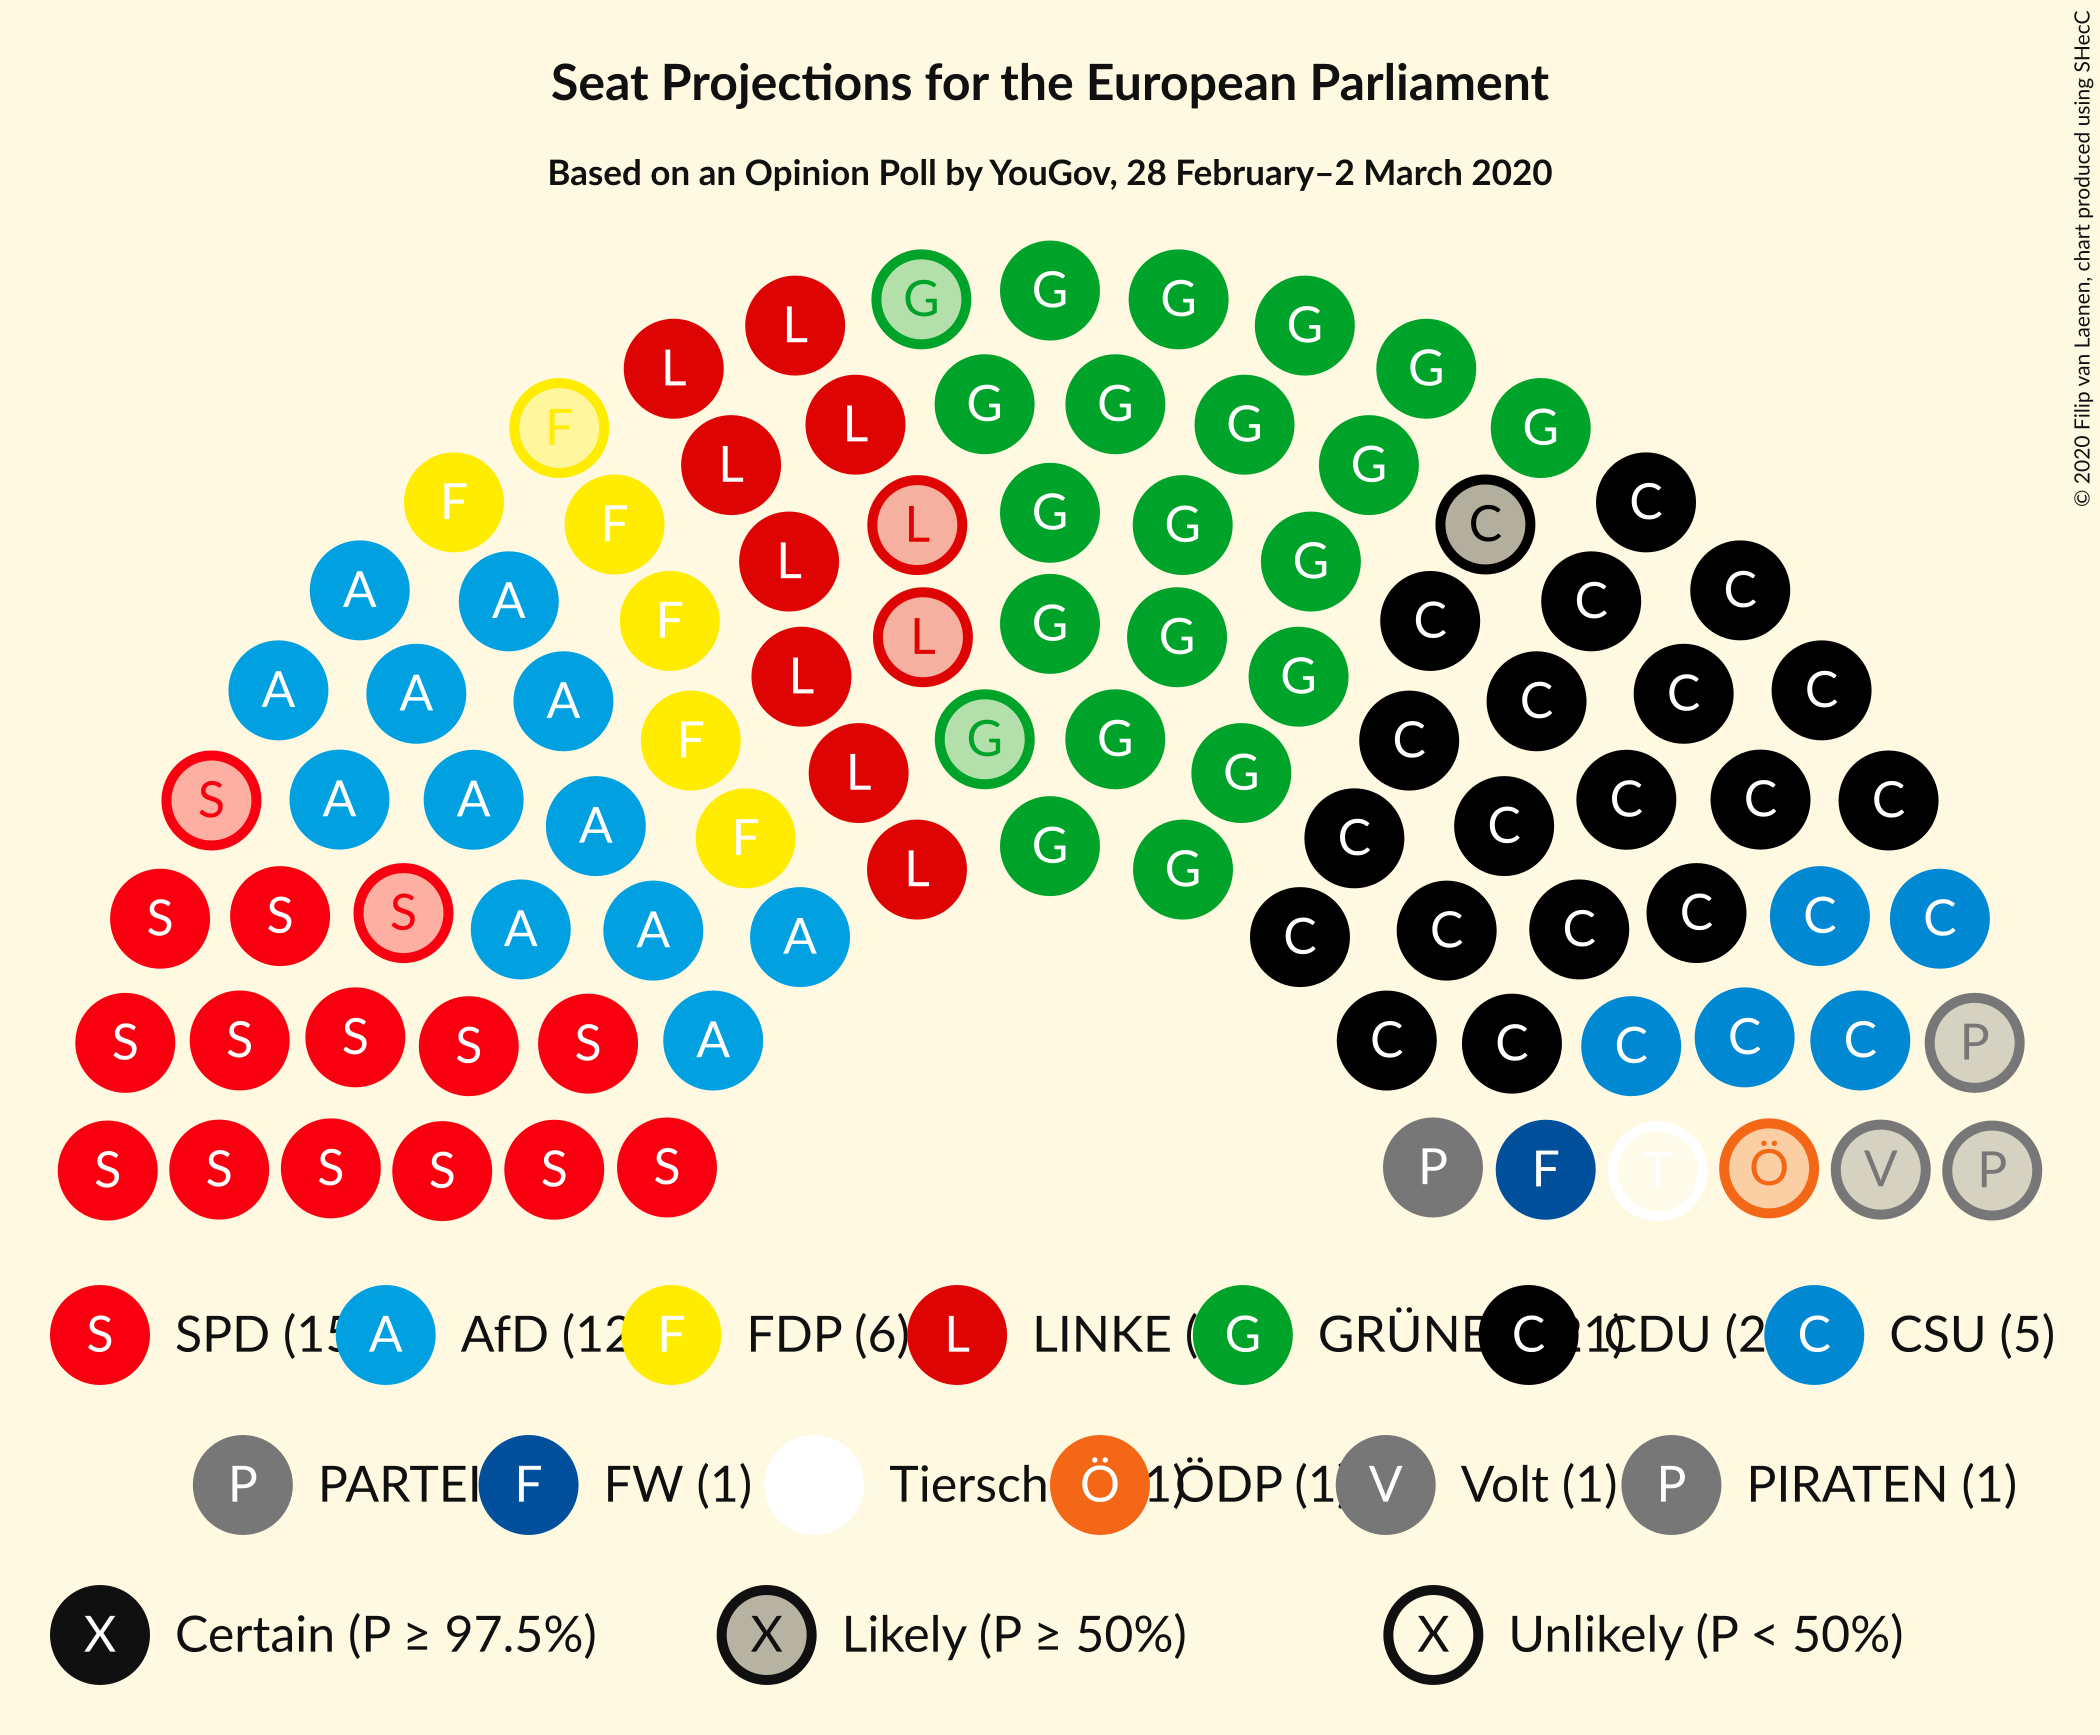 Seat Projections for the European Parliament
Based on an Opinion Poll by YouGov, 28 February–2 March 2020
© 2020 Filip van Laenen, chart produced using SHecC
G G G G G
L L G G G G G
F L L G G G G C C
F F L L G G G C C C
A A F L L G G G C C C C
A A A F L G G G C C C C C
S A A A F L G G C C C C C
S S S A A A C C C C C C
S S S S S A C C C C C P
S S S S S S P F T Ö V P
S SPD (15 A AfD (12 F FDP (6) L LINKE ( G GRÜNE 21) C CDU (2 C CSU (5)
P PARTEI F FW (1) Tiersch 1) Ö ÖDP (1) V Volt (1) P PIRATEN (1)
X Certain (P ≥ 97.5%) X Likely (P ≥ 50%) X Unlikely (P < 50%)